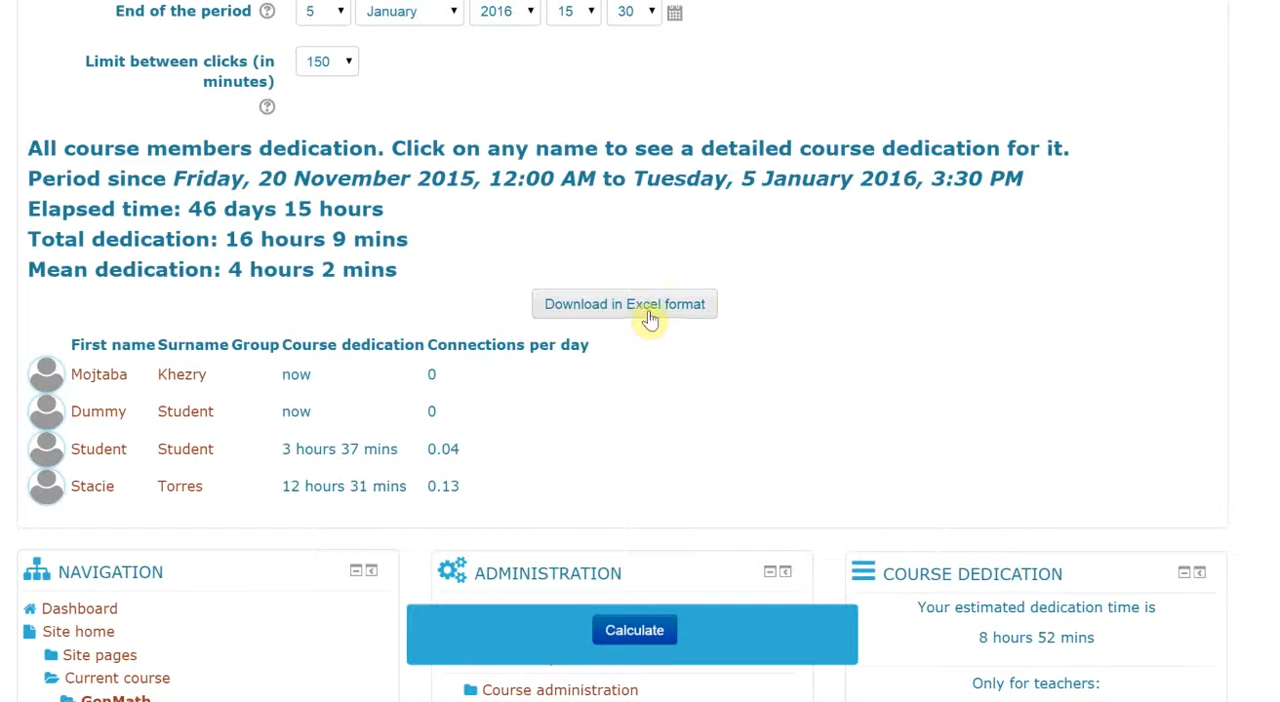 End of the period 5 January 2016 15 30
Limit between clicks (in
minutes) 150
All course members dedication. Click on any name to see a detailed course dedication for it.
Period since Friday, 20 November 2015, 12:00 AM to Tuesday, 5 January 2016, 3:30 PM
Elapsed time: 46 days 15 hours
Total dedication: 16 hours 9 mins
Mean dedication: 4 hours 2 mins
Download in Excel format
First name Surname Group Course dedication Connections per day
Mojtaba Khezry now 0
Dummy Student now 0
Student Student 3 hours 37 mins 0.04
Stacie Torres 12 hours 31 mins 0.13
NAVIGATION
Dashboard
Site home
Site pages
Current course
GenMath
ADMINISTRATION
Calculate
Course administration
COURSE DEDICATION
Your estimated dedication time is
8 hours 52 mins
Only for teachers: